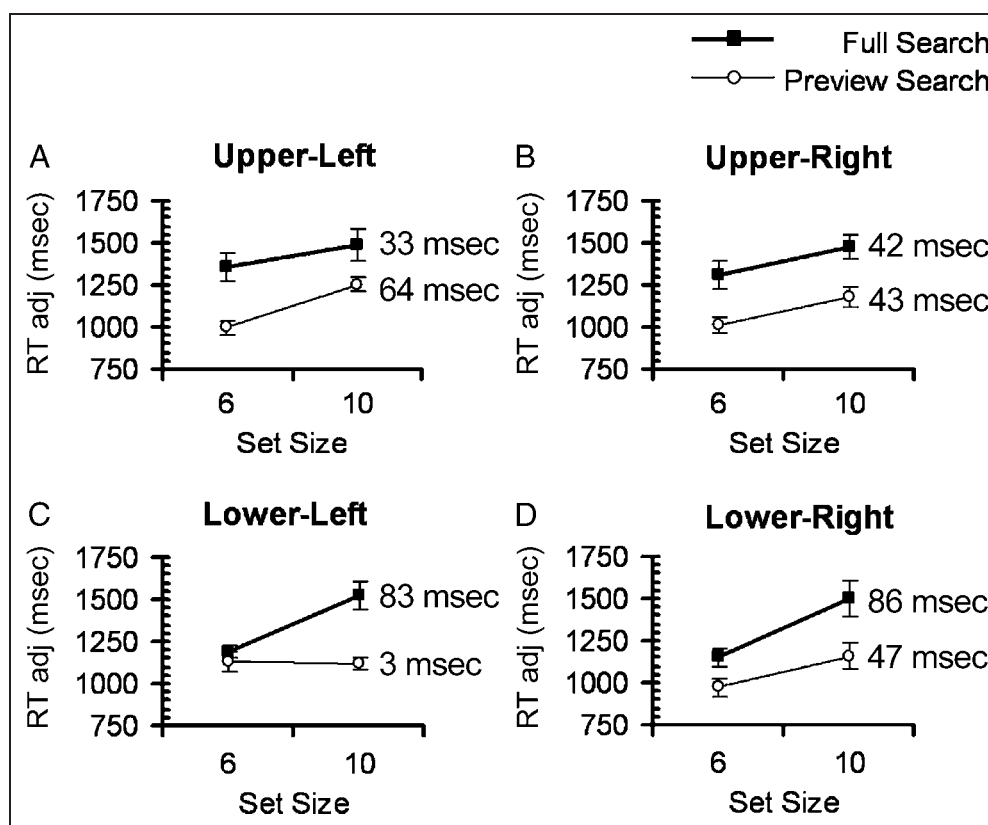 Full Search
Preview Search
A Upper-Left
RT adj (msec)
1750
1500
1250
1000
750
33 msec
64 msec
6 10
Set Size
B Upper-Right
RT adj (msec)
1750
1500
1250
1000
750
42 msec
43 msec
6 10
Set Size
C Lower-Left
RT adj (msec)
1750
1500
1250
1000
750
83 msec
3 msec
6 10
Set Size
D Lower-Right
RT adj (msec)
1750
1500
1250
1000
750
86 msec
47 msec
6 10
Set Size